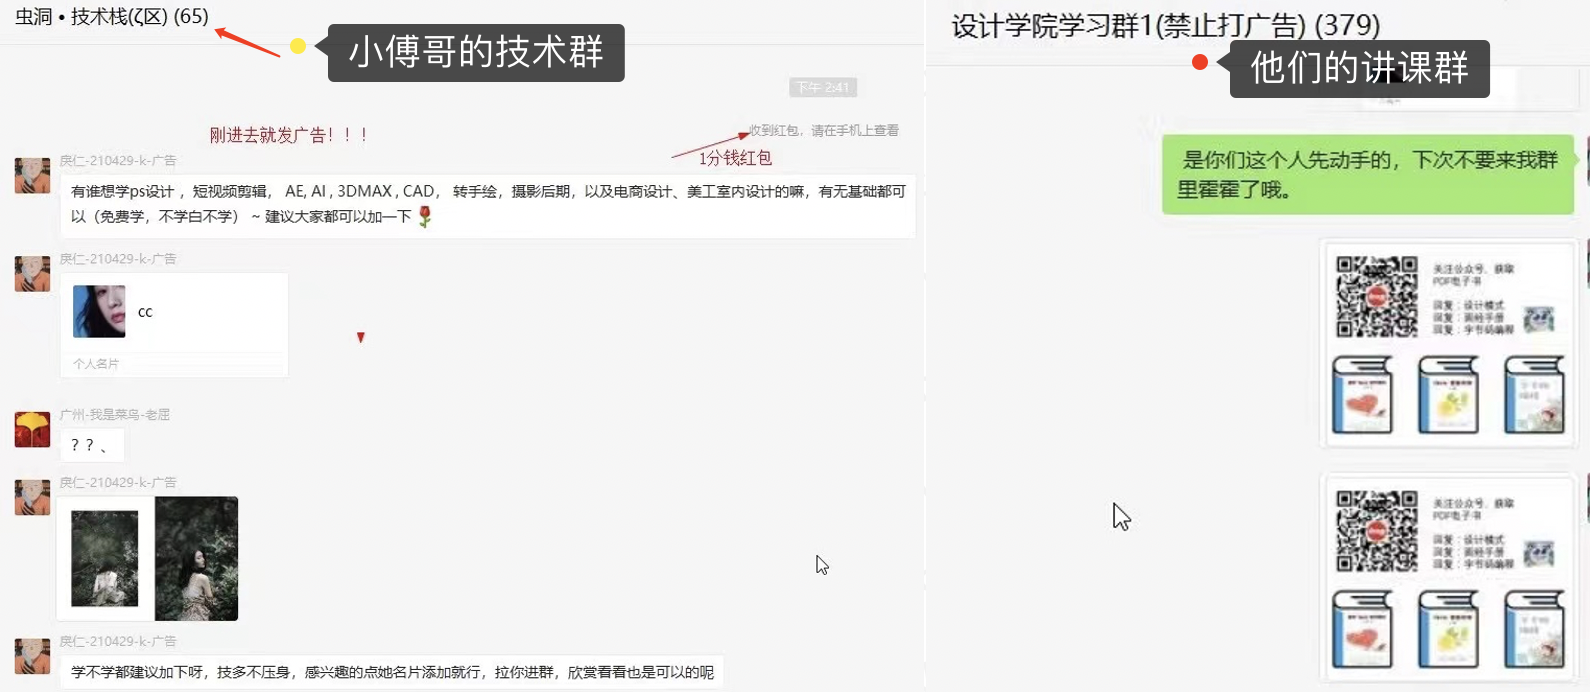 虫洞 • 技术栈(ζ区) (65)
小傅哥的技术群
下午 2:41
刚进去就发广告！！！
收到红包，请在手机上查看
1分钱红包
戾仁-210429-k-广告
有谁想学ps设计 ，短视频剪辑， AE, AI , 3DMAX , CAD， 转手绘，摄影后期，以及电商设计、美工室内设计的嘛，有无基础都可
以（免费学，不学白不学） ~ 建议大家都可以加一下
戾仁-210429-k-广告
cc
个人名片
广州-我是菜鸟-老屈
？？、
戾仁-210429-k-广告
戾仁-210429-k-广告
学不学都建议加下呀，技多不压身，感兴趣的点她名片添加就行，拉你进群，欣赏看看也是可以的呢
设计学院学习群1(禁止打广告) (379)
他们的讲课群
是你们这个人先动手的，下次不要来我群
里霍霍了哦。
关注公众号，获取
PDF电子书
回复：设计模式
回复：面经手册
回复：字节码编程
关注公众号，获取
PDF电子书
回复：设计模式
回复：面经手册
回复：字节码编程